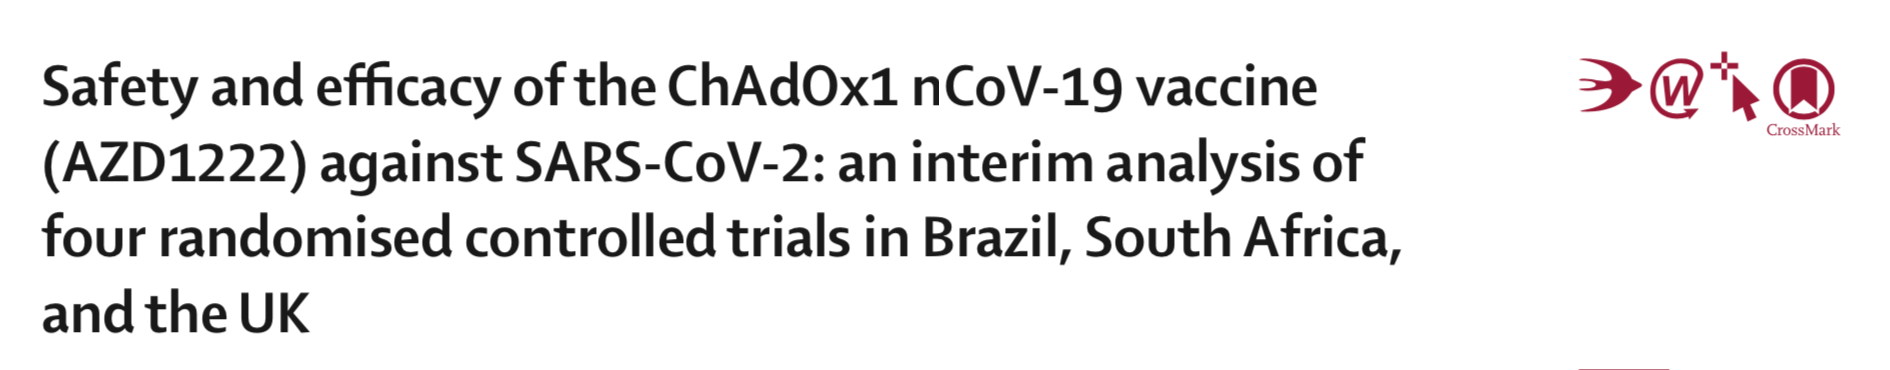 Safety and efficacy of the ChAdOx1 nCoV-19 vaccine
(AZD1222) against SARS-CoV-2: an interim analysis of
four randomised controlled trials in Brazil, South Africa,
and the UK
W
CrossMark